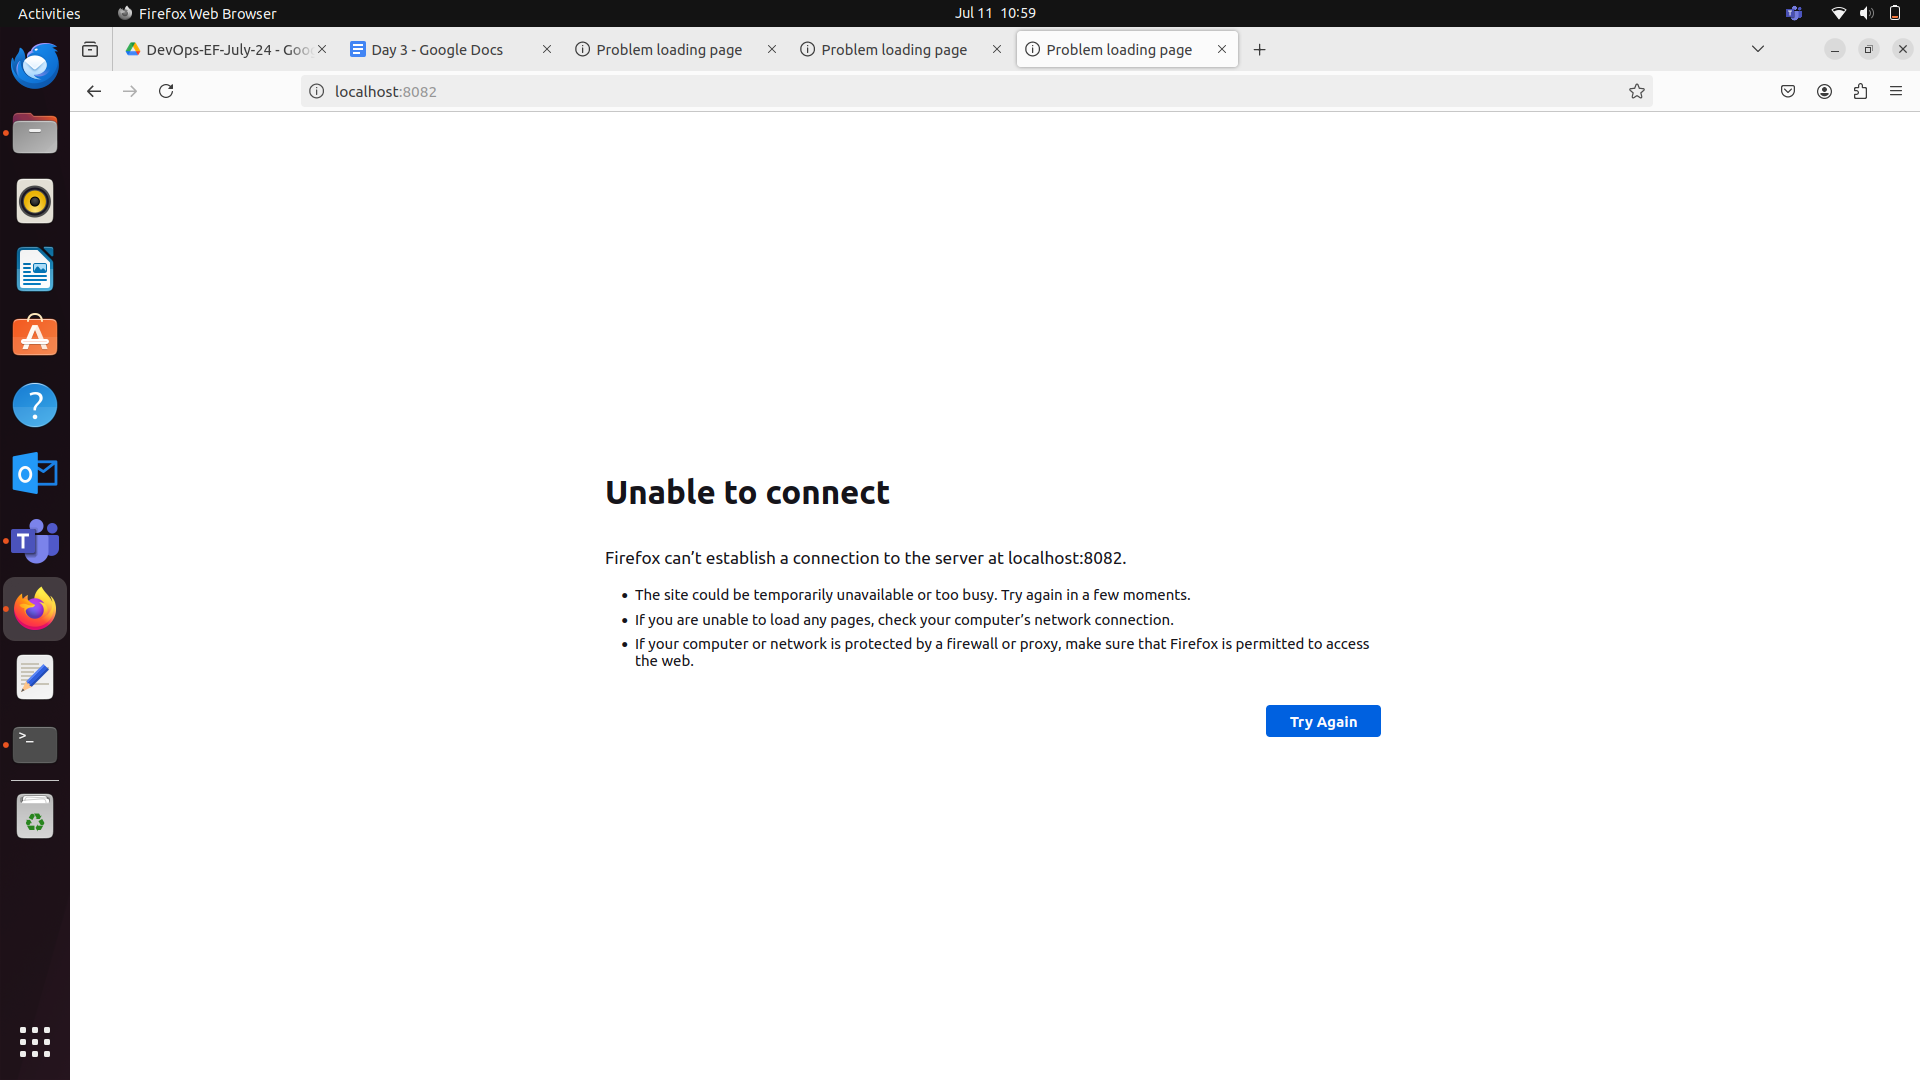 Activities
Firefox Web Browser
Jul 11 10:59
DevOps-EF-July-24 - Goo
Day 3 - Google Docs
Problem loading page
Problem loading page
Problem loading page
localhost:8082
Unable to connect
Firefox can’t establish a connection to the server at localhost:8082.
• The site could be temporarily unavailable or too busy. Try again in a few moments.
• If you are unable to load any pages, check your computer’s network connection.
• If your computer or network is protected by a firewall or proxy, make sure that Firefox is permitted to access
the web.
Try Again